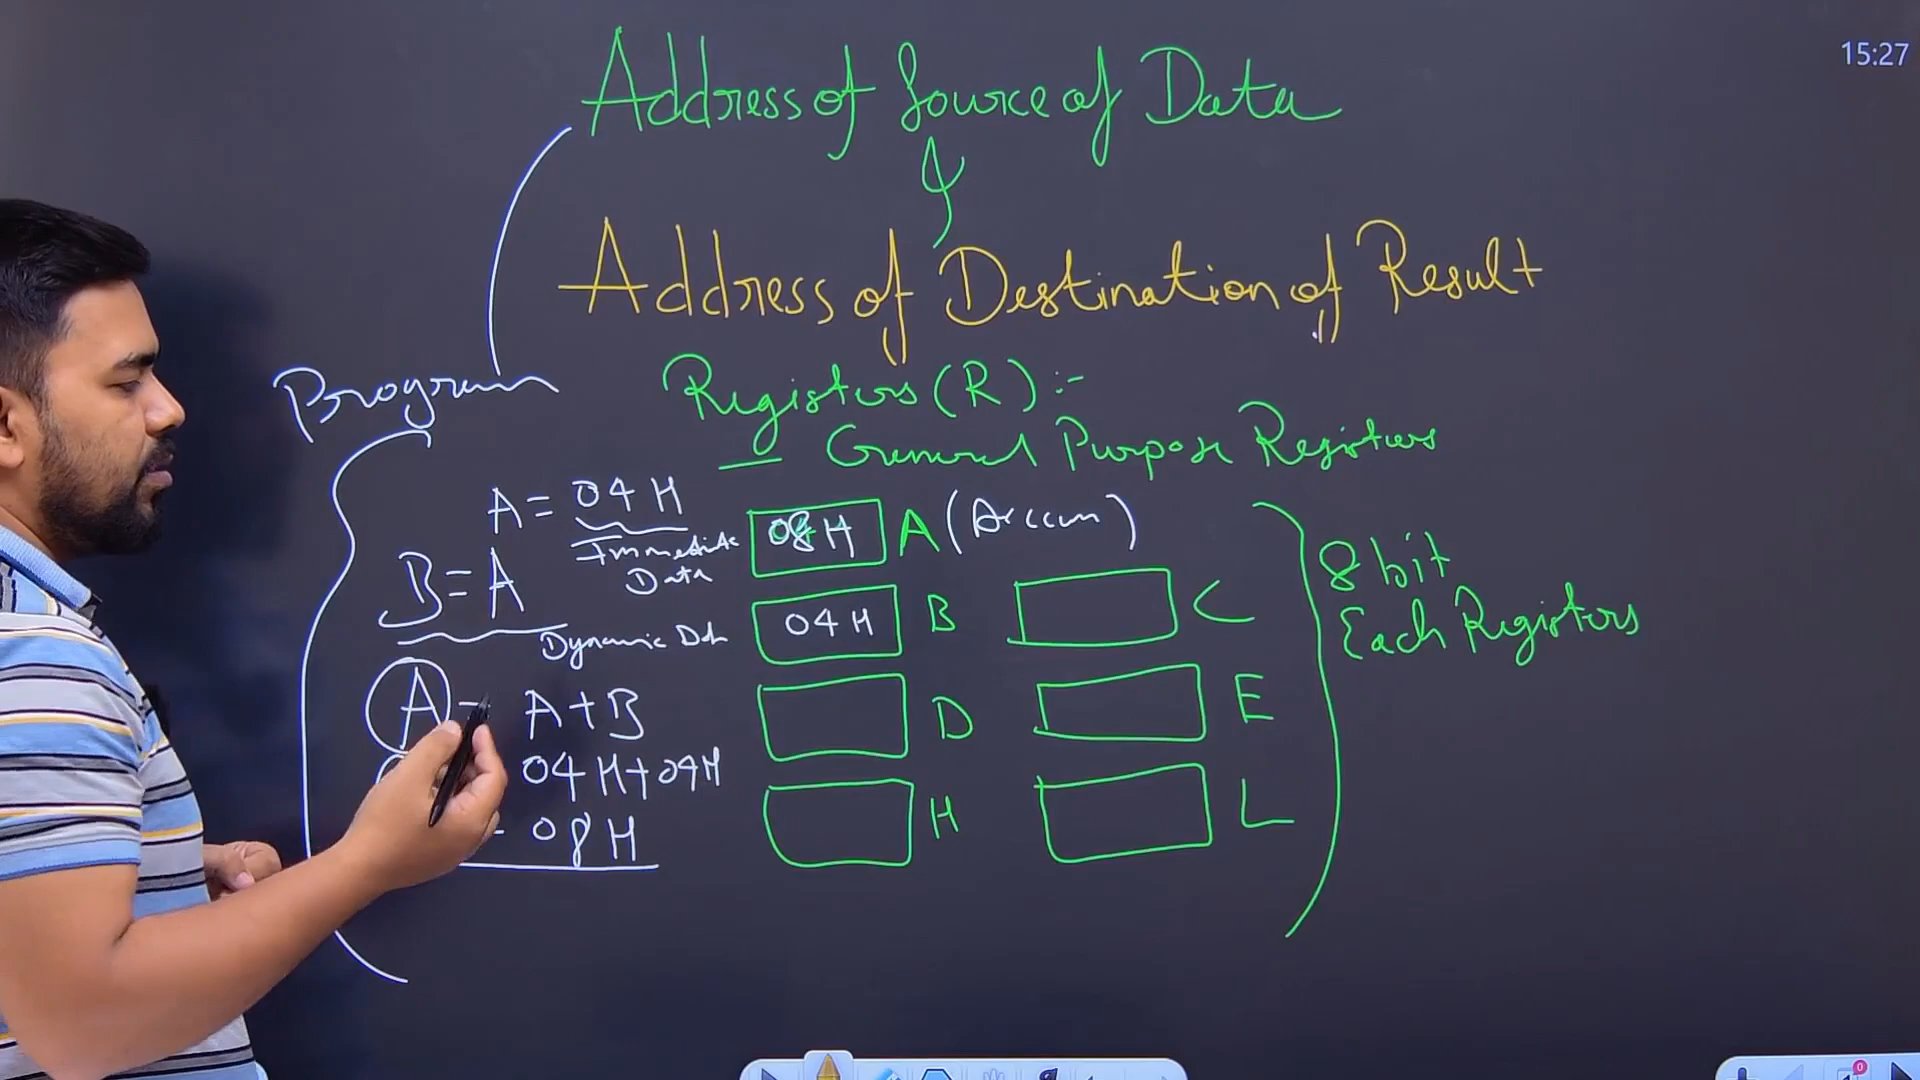 15:27
Address of Source of Data
&
Address of Destination of Result
Program
Registers (R) :-
General Purpose Registers
A = 04 H
Immediate
Data
B = A
Dynamic Data
A = A + B
04 H + 04 H
= 08 H
08 H A (Accum)
04 H B C
D E
H L
8 bit
Each Registers